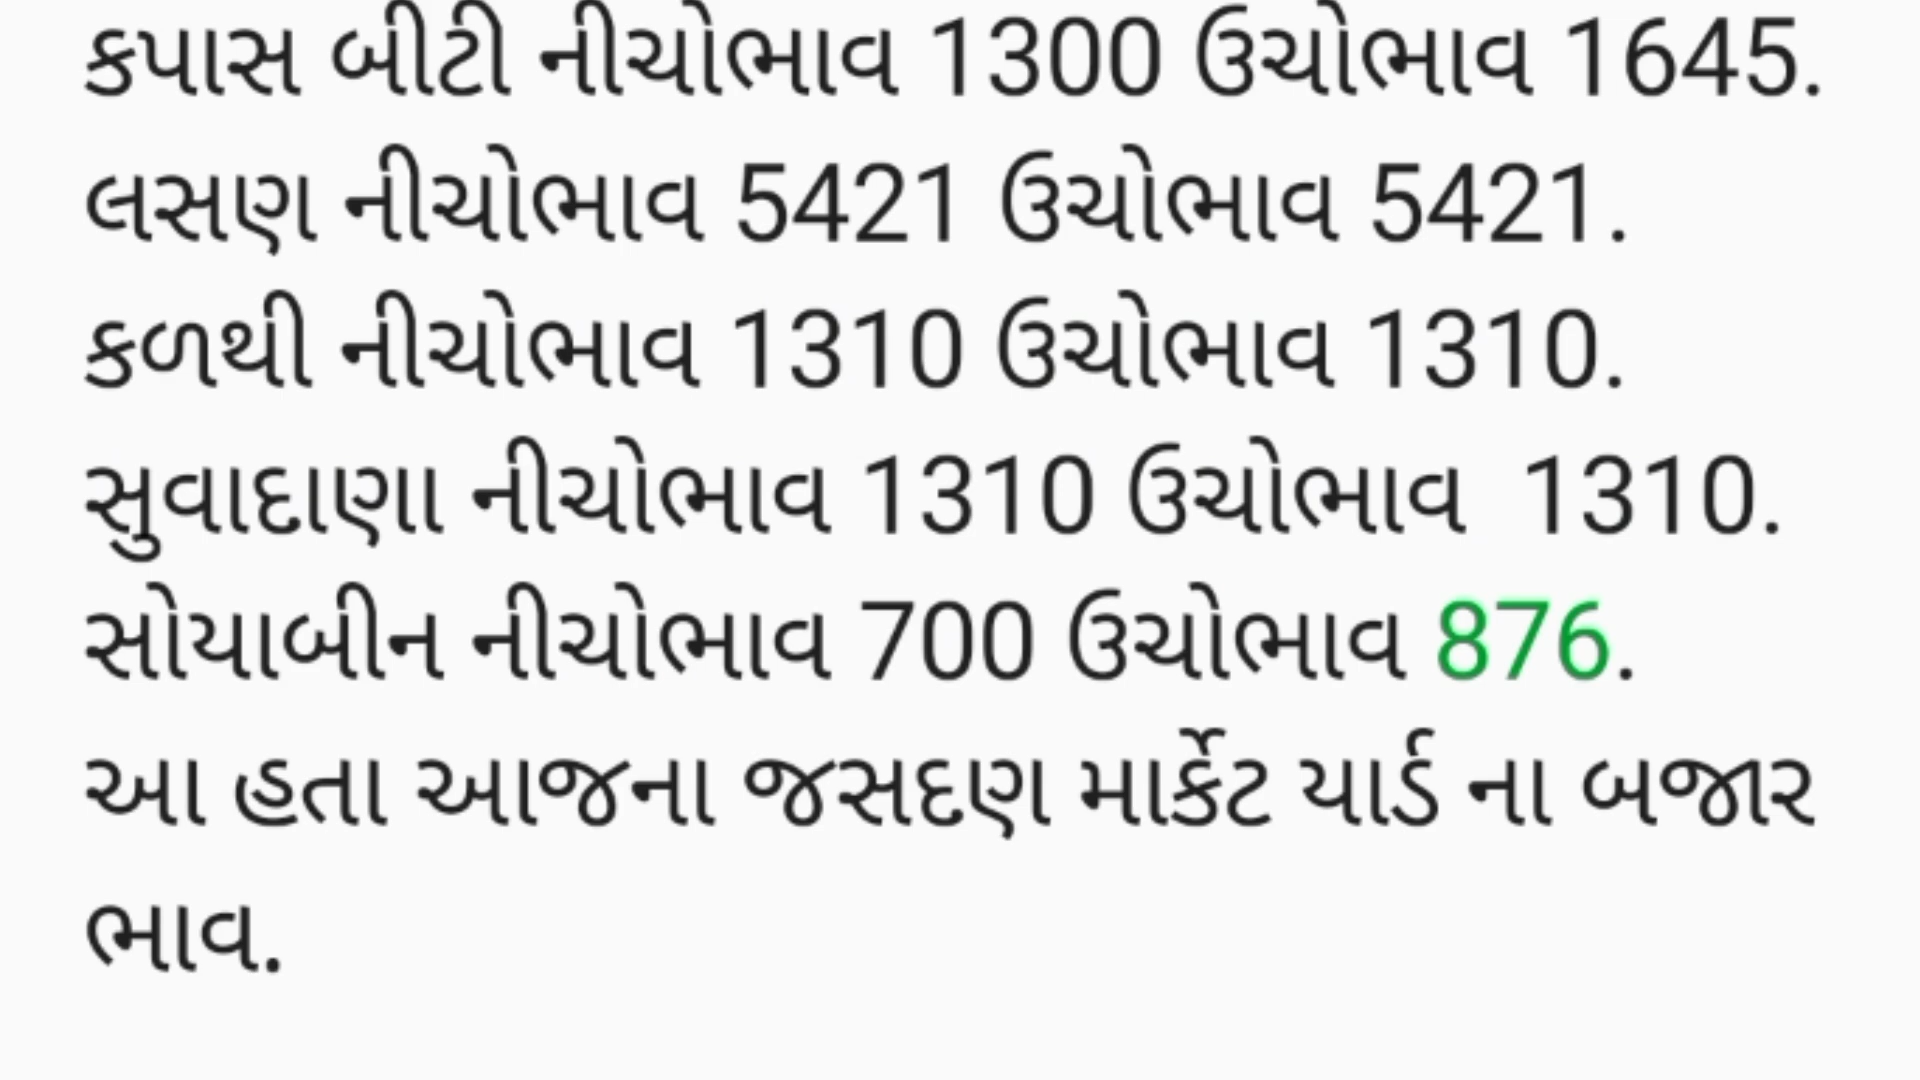 કપાસ બીટી નીચોભાવ 1300 ઉચોભાવ 1645.
લસણ નીચોભાવ 5421 ઉચોભાવ 5421.
કળથી નીચોભાવ 1310 ઉચોભાવ 1310.
સુવાદાણા નીચોભાવ 1310 ઉચોભાવ 1310.
સોયાબીન નીચોભાવ 700 ઉચોભાવ 876.
આ હતા આજના જસદણ માર્કેટ યાર્ડ ના બજાર
ભાવ.